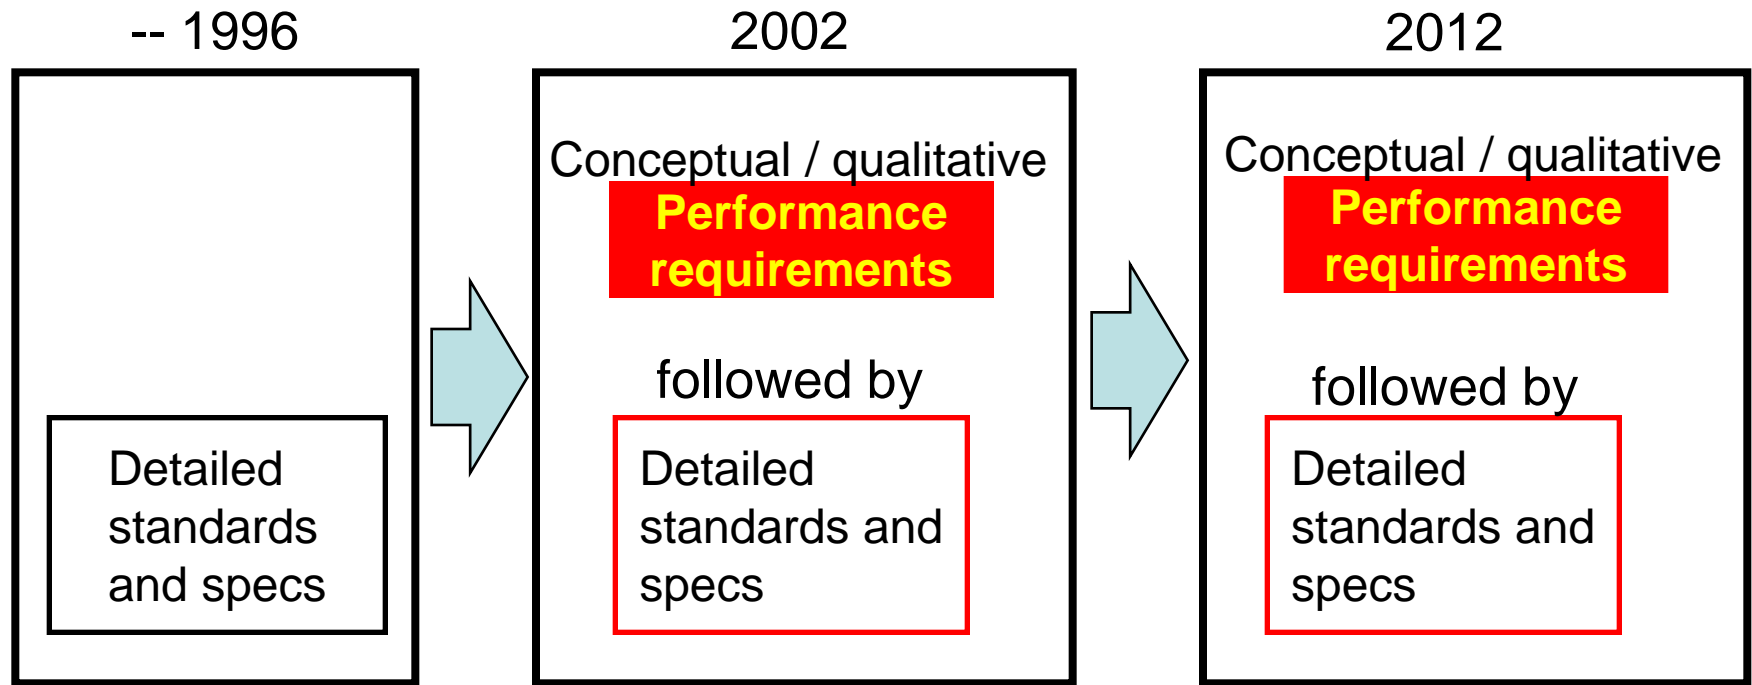 -- 1996
Detailed
standards
and specs
2002
Conceptual / qualitative
Performance
requirements
followed by
Detailed
standards and
specs
2012
Conceptual / qualitative
Performance
requirements
followed by
Detailed
standards and
specs